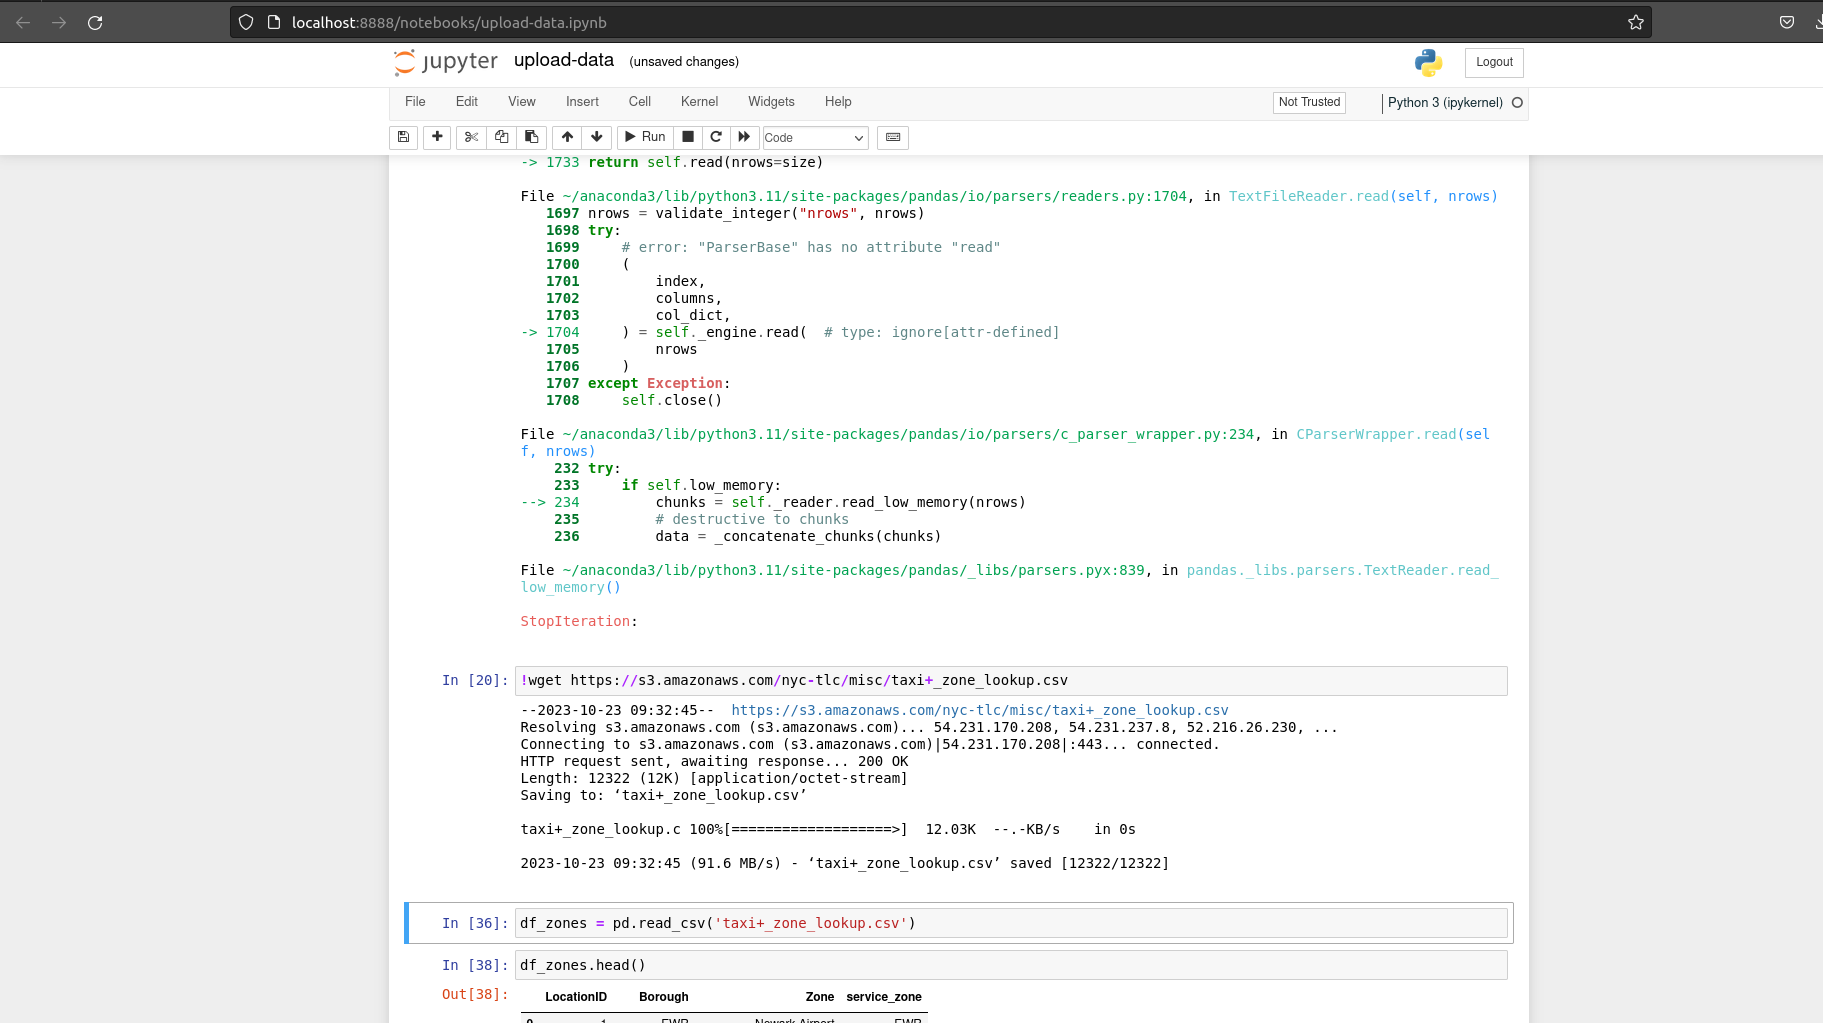 localhost:8888/notebooks/upload-data.ipynb
jupyter upload-data (unsaved changes) Logout
File Edit View Insert Cell Kernel Widgets Help Not Trusted Python 3 (ipykernel)
Run Code
-> 1733 return self.read(nrows=size)
File ~/anaconda3/lib/python3.11/site-packages/pandas/io/parsers/readers.py:1704, in TextFileReader.read(self, nrows)
1697 nrows = validate_integer("nrows", nrows)
1698 try:
1699     # error: "ParserBase" has no attribute "read"
1700     (
1701         index,
1702         columns,
1703         col_dict,
-> 1704     ) = self._engine.read(  # type: ignore[attr-defined]
1705         nrows
1706     )
1707 except Exception:
1708     self.close()
File ~/anaconda3/lib/python3.11/site-packages/pandas/io/parsers/c_parser_wrapper.py:234, in CParserWrapper.read(sel
f, nrows)
232 try:
233     if self.low_memory:
--> 234         chunks = self._reader.read_low_memory(nrows)
235         # destructive to chunks
236         data = _concatenate_chunks(chunks)
File ~/anaconda3/lib/python3.11/site-packages/pandas/_libs/parsers.pyx:839, in pandas._libs.parsers.TextReader.read_
low_memory()
StopIteration:
In [20]: !wget https://s3.amazonaws.com/nyc-tlc/misc/taxi+_zone_lookup.csv
--2023-10-23 09:32:45--  https://s3.amazonaws.com/nyc-tlc/misc/taxi+_zone_lookup.csv
Resolving s3.amazonaws.com (s3.amazonaws.com)... 54.231.170.208, 54.231.237.8, 52.216.26.230, ...
Connecting to s3.amazonaws.com (s3.amazonaws.com)|54.231.170.208|:443... connected.
HTTP request sent, awaiting response... 200 OK
Length: 12322 (12K) [application/octet-stream]
Saving to: ‘taxi+_zone_lookup.csv’
taxi+_zone_lookup.c 100%[===================>]  12.03K  --.-KB/s    in 0s
2023-10-23 09:32:45 (91.6 MB/s) - ‘taxi+_zone_lookup.csv’ saved [12322/12322]
In [36]: df_zones = pd.read_csv('taxi+_zone_lookup.csv')
In [38]: df_zones.head()
Out[38]: LocationID Borough Zone service_zone
0 1 EWR Newark Airport EWR